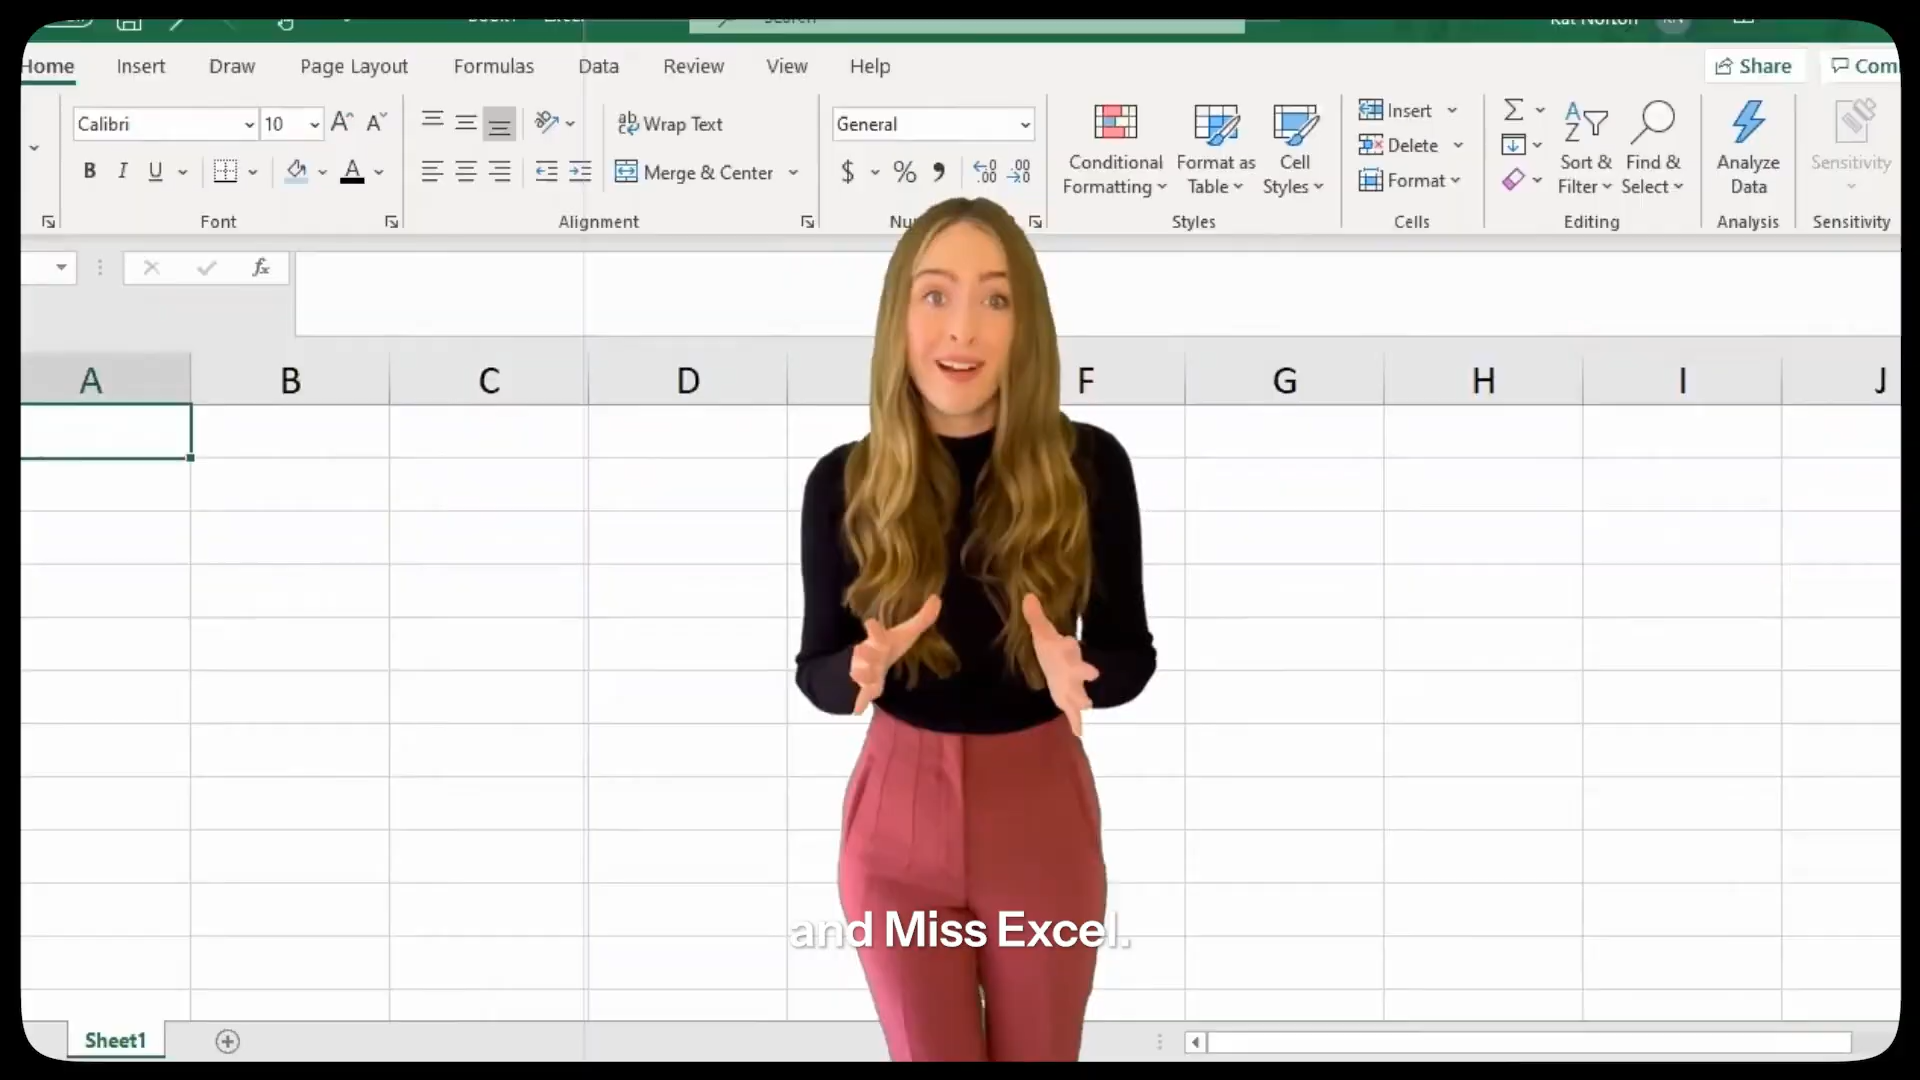 Home Insert Draw Page Layout Formulas Data Review View Help Share
Calibri 10 Wrap Text General Insert
Delete
B I U Merge & Center $ % Conditional Formatting Format as Table Cell Styles Format Sort & Filter Find & Select Analyze Data Sensitivity
Font Alignment Styles Cells Editing Analysis Sensitivity
fx
A B C D F G H I J
and Miss Excel.
Sheet1